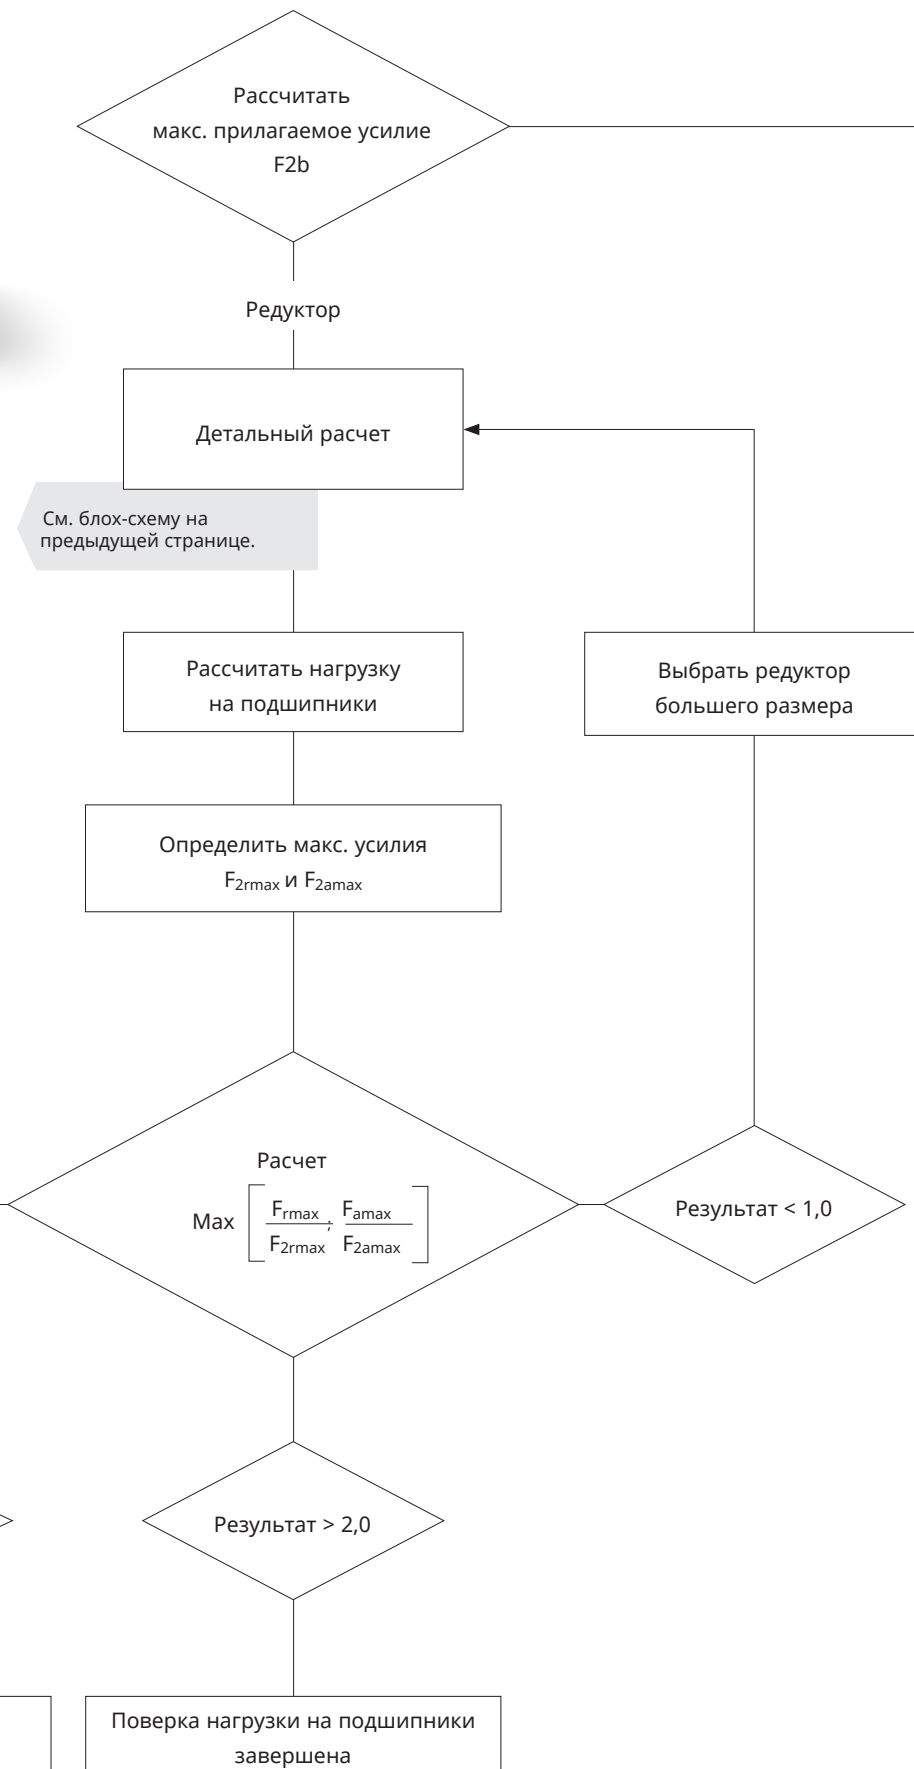 Рассчитать
макс. прилагаемое усилие
F2b
Редуктор
Детальный расчет
См. блох-схему на
предыдущей странице.
Рассчитать нагрузку
на подшипники
Выбрать редуктор
большего размера
Определить макс. усилия
F2rmax и F2amax
Расчет
Max [ Frmax / F2rmax ; Famax / F2amax ]
Результат < 1,0
Результат > 2,0
Поверка нагрузки на подшипники
завершена